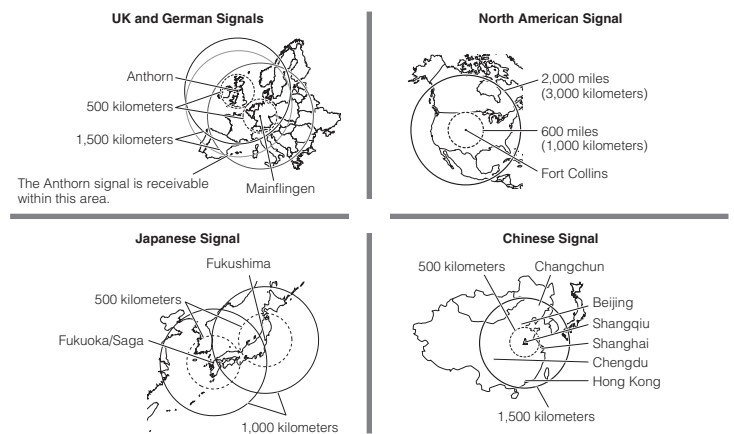 UK and German Signals
Anthorn
500 kilometers
1,500 kilometers
The Anthorn signal is receivable
within this area.
Mainflingen
North American Signal
2,000 miles
(3,000 kilometers)
600 miles
(1,000 kilometers)
Fort Collins
Japanese Signal
Fukushima
500 kilometers
Fukuoka/Saga
1,000 kilometers
Chinese Signal
500 kilometers
Changchun
Beijing
Shangqiu
Shanghai
Chengdu
Hong Kong
1,500 kilometers